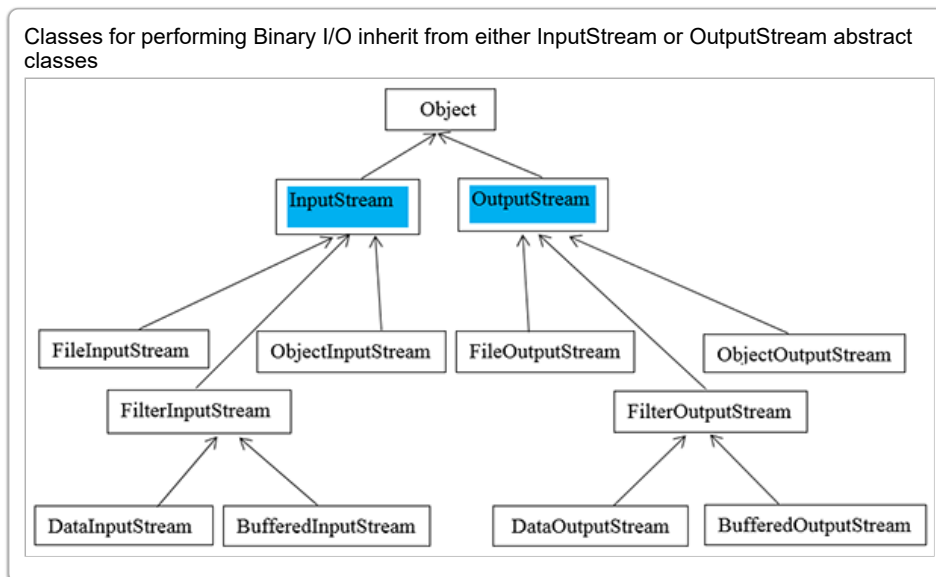 Classes for performing Binary I/O inherit from either InputStream or OutputStream abstract
classes
Object
InputStream
OutputStream
FileInputStream
ObjectInputStream
FileOutputStream
ObjectOutputStream
FilterInputStream
FilterOutputStream
DataInputStream
BufferedInputStream
DataOutputStream
BufferedOutputStream